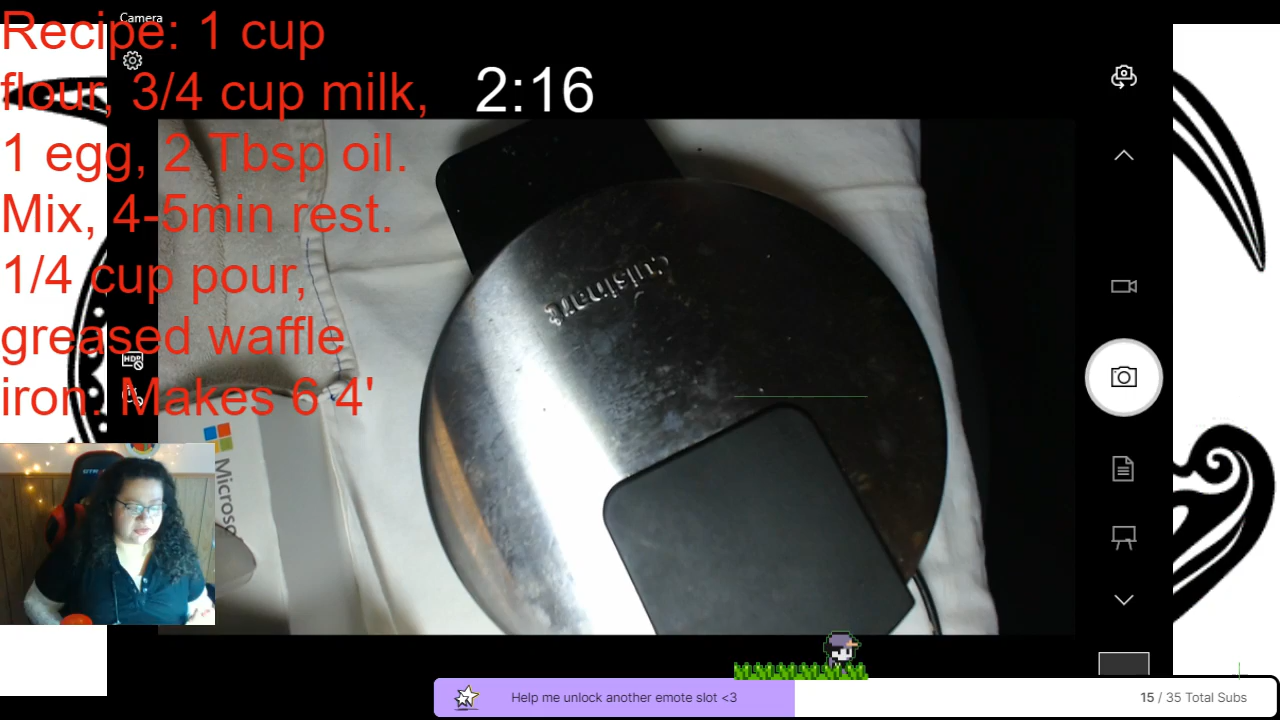 Camera
Recipe: 1 cup
flour, 3/4 cup milk,
1 egg, 2 Tbsp oil.
Mix, 4-5min rest.
1/4 cup pour,
greased waffle
iron. Makes 6 4'
2:16
Cuisinart
HDR
Microso
Help me unlock another emote slot <3
15 / 35 Total Subs